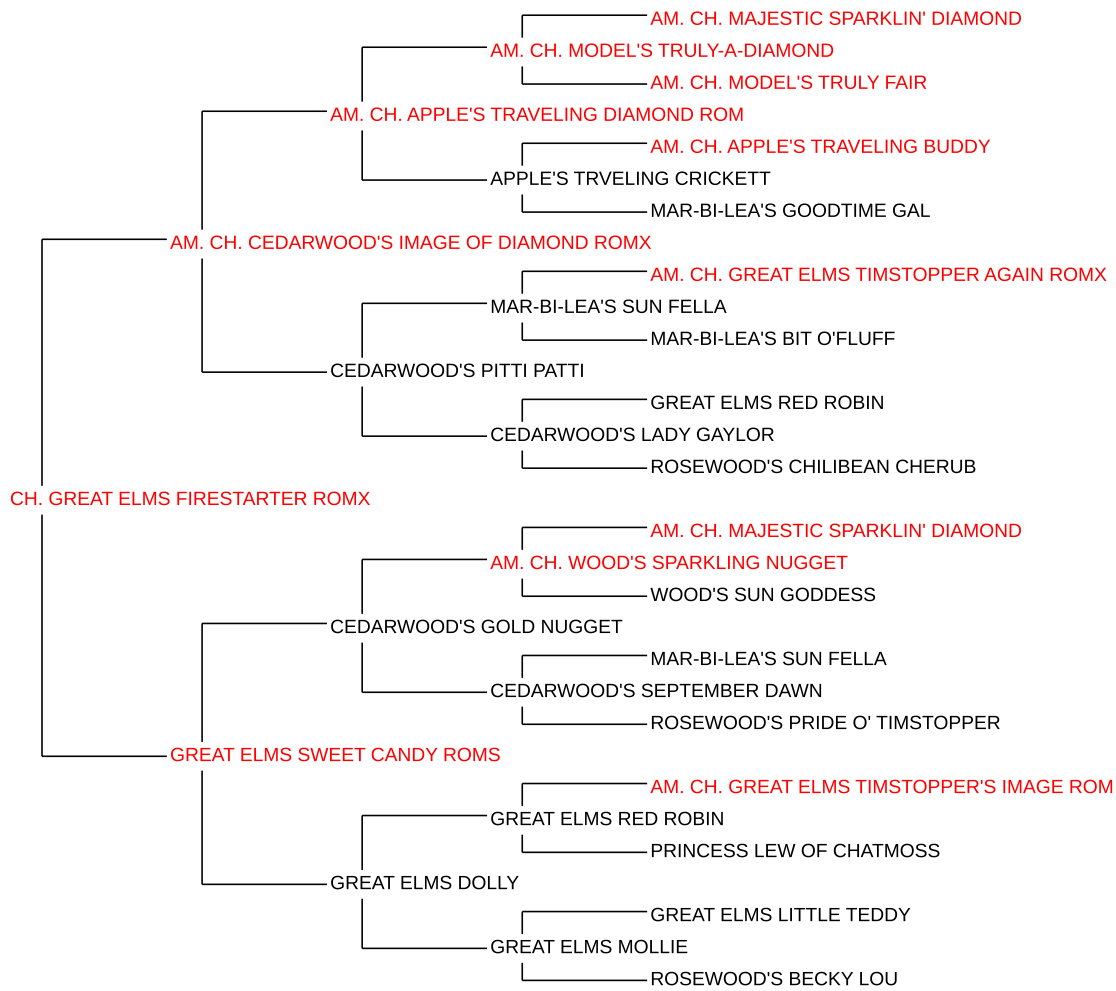 AM. CH. MAJESTIC SPARKLIN' DIAMOND
AM. CH. MODEL'S TRULY-A-DIAMOND
AM. CH. MODEL'S TRULY FAIR
AM. CH. APPLE'S TRAVELING DIAMOND ROM
AM. CH. APPLE'S TRAVELING BUDDY
APPLE'S TRVELING CRICKETT
MAR-BI-LEA'S GOODTIME GAL
AM. CH. CEDARWOOD'S IMAGE OF DIAMOND ROMX
AM. CH. GREAT ELMS TIMSTOPPER AGAIN ROMX
MAR-BI-LEA'S SUN FELLA
MAR-BI-LEA'S BIT O'FLUFF
CEDARWOOD'S PITTI PATTI
GREAT ELMS RED ROBIN
CEDARWOOD'S LADY GAYLOR
ROSEWOOD'S CHILIBEAN CHERUB
CH. GREAT ELMS FIRESTARTER ROMX
AM. CH. MAJESTIC SPARKLIN' DIAMOND
AM. CH. WOOD'S SPARKLING NUGGET
WOOD'S SUN GODDESS
CEDARWOOD'S GOLD NUGGET
MAR-BI-LEA'S SUN FELLA
CEDARWOOD'S SEPTEMBER DAWN
ROSEWOOD'S PRIDE O' TIMSTOPPER
GREAT ELMS SWEET CANDY ROMS
AM. CH. GREAT ELMS TIMSTOPPER'S IMAGE ROM
GREAT ELMS RED ROBIN
PRINCESS LEW OF CHATMOSS
GREAT ELMS DOLLY
GREAT ELMS LITTLE TEDDY
GREAT ELMS MOLLIE
ROSEWOOD'S BECKY LOU